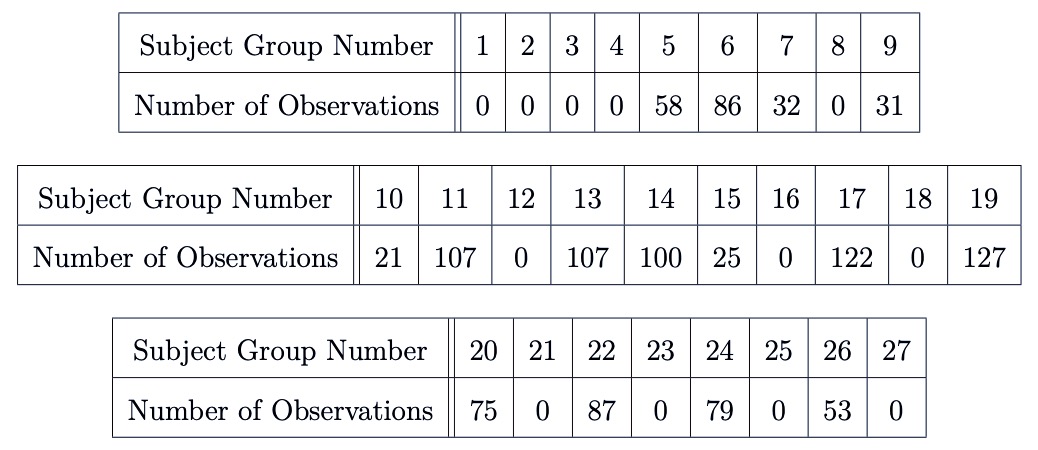 Subject Group Number 1 2 3 4 5 6 7 8 9
Number of Observations 0 0 0 0 58 86 32 0 31
Subject Group Number 10 11 12 13 14 15 16 17 18 19
Number of Observations 21 107 0 107 100 25 0 122 0 127
Subject Group Number 20 21 22 23 24 25 26 27
Number of Observations 75 0 87 0 79 0 53 0